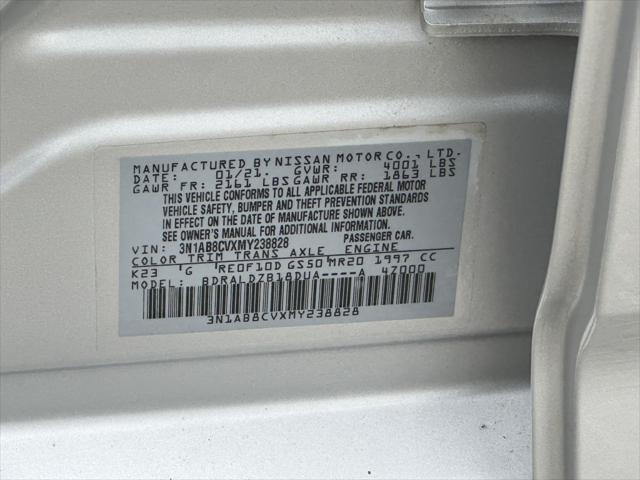 MANUFACTURED BY NISSAN MOTOR CO., LTD.
DATE: 01/21. GVWR: 4001 LBS
GAWR FR: 2161 LBS GAWR RR: 1863 LBS
THIS VEHICLE CONFORMS TO ALL APPLICABLE FEDERAL MOTOR
VEHICLE SAFETY, BUMPER AND THEFT PREVENTION STANDARDS
IN EFFECT ON THE DATE OF MANUFACTURE SHOWN ABOVE.
SEE OWNER'S MANUAL FOR ADDITIONAL INFORMATION.
VIN: 3N1AB8CVXMY238828 PASSENGER CAR.
COLOR TRIM TRANS AXLE ENGINE
K23 'G RE0F10D GS50 MR20 1997 CC
MODEL: BDRALDZB18DUA----A 47000
3N1AB8CVXMY238828